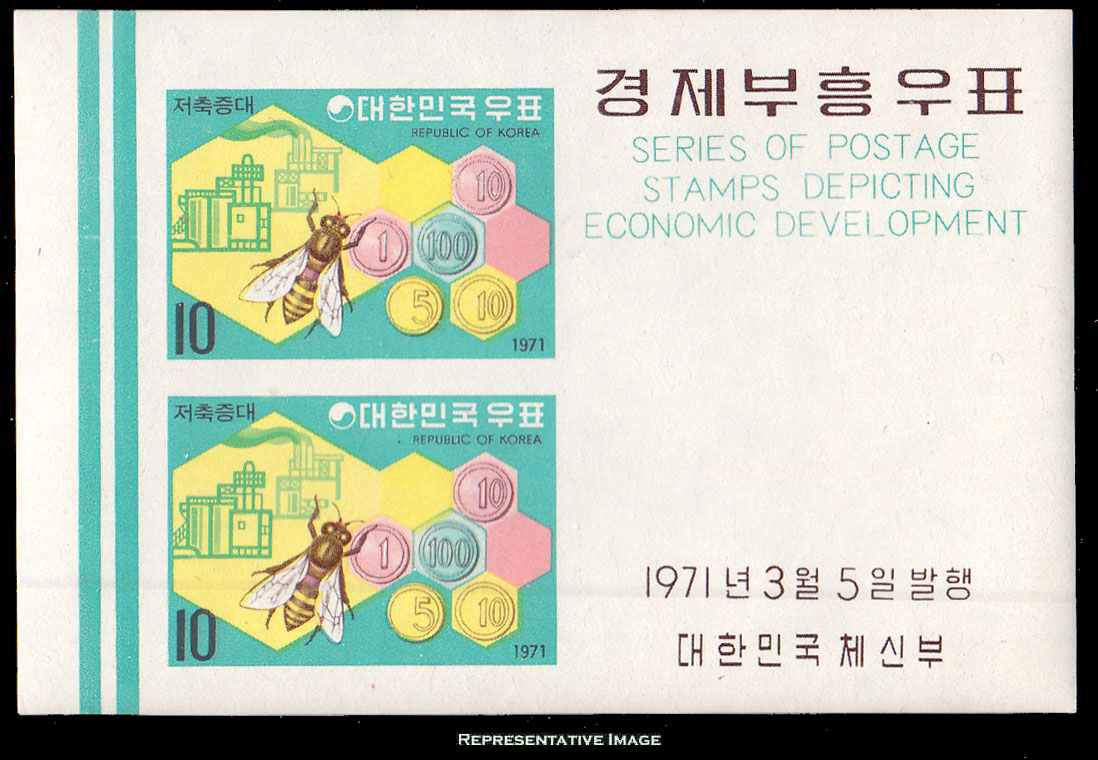 저축증대
대한민국우표
REPUBLIC OF KOREA
10
1
100
5
10
10
1971
저축증대
대한민국우표
REPUBLIC OF KOREA
10
1
100
5
10
10
1971
경제부흥우표
SERIES OF POSTAGE
STAMPS DEPICTING
ECONOMIC DEVELOPMENT
1971년 3월 5일 발행
대한민국 체신부
REPRESENTATIVE IMAGE